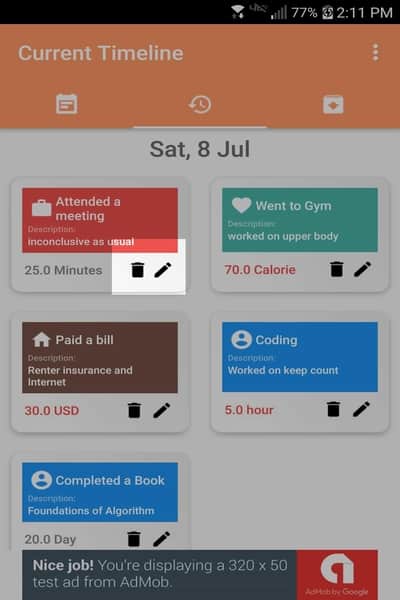 77% 2:11 PM
Current Timeline
Sat, 8 Jul
Attended a
meeting
Description:
inconclusive as usual
25.0 Minutes
Went to Gym
Description:
worked on upper body
70.0 Calorie
Paid a bill
Description:
Renter insurance and
Internet
30.0 USD
Coding
Description:
Worked on keep count
5.0 hour
Completed a Book
Description:
Foundations of Algorithm
20.0 Day
Nice job! You're displaying a 320 x 50
test ad from AdMob.
AdMob by Google